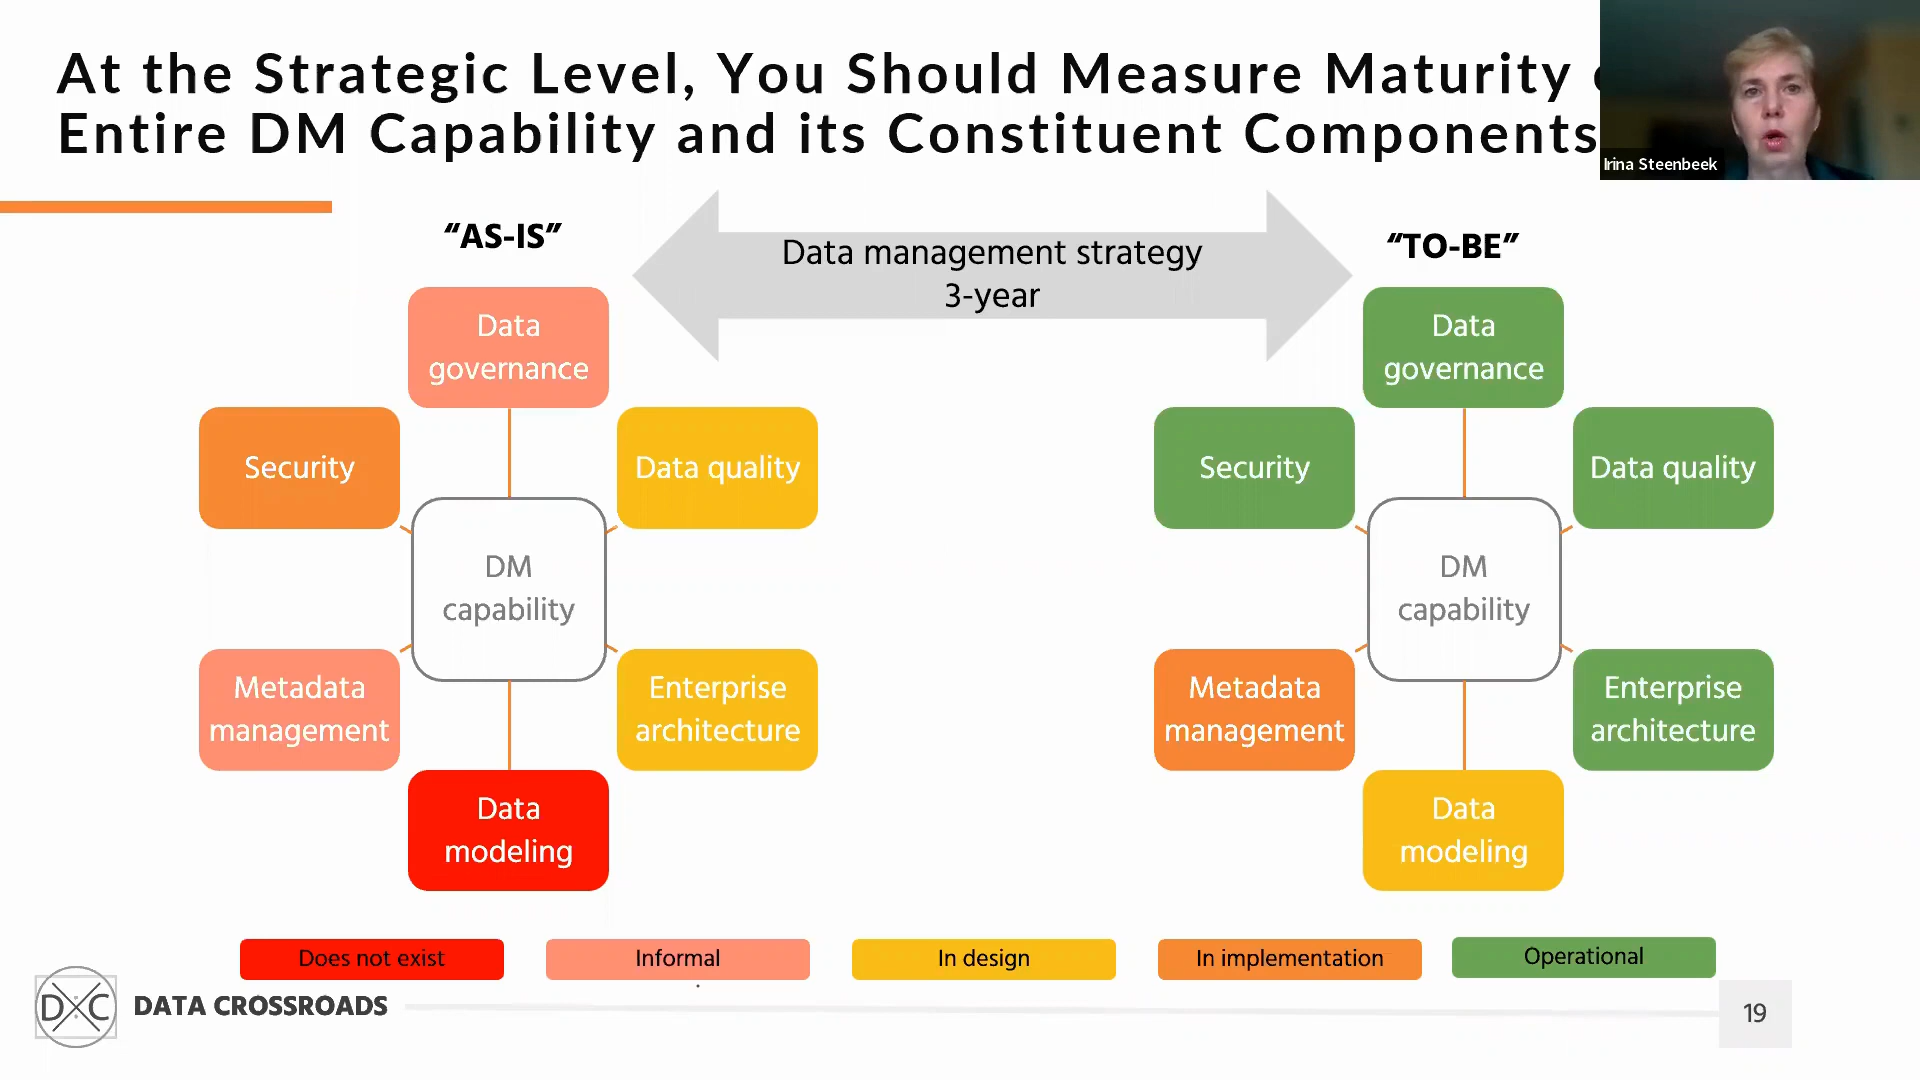 At the Strategic Level, You Should Measure Maturity
Entire DM Capability and its Constituent Components
Irina Steenbeek
“AS-IS”
Data management strategy
3-year
“TO-BE”
Data
governance
Security
Data quality
DM
capability
Metadata
management
Enterprise
architecture
Data
modeling
Data
governance
Security
Data quality
DM
capability
Metadata
management
Enterprise
architecture
Data
modeling
Does not exist
Informal
In design
In implementation
Operational
DXC
DATA CROSSROADS
19